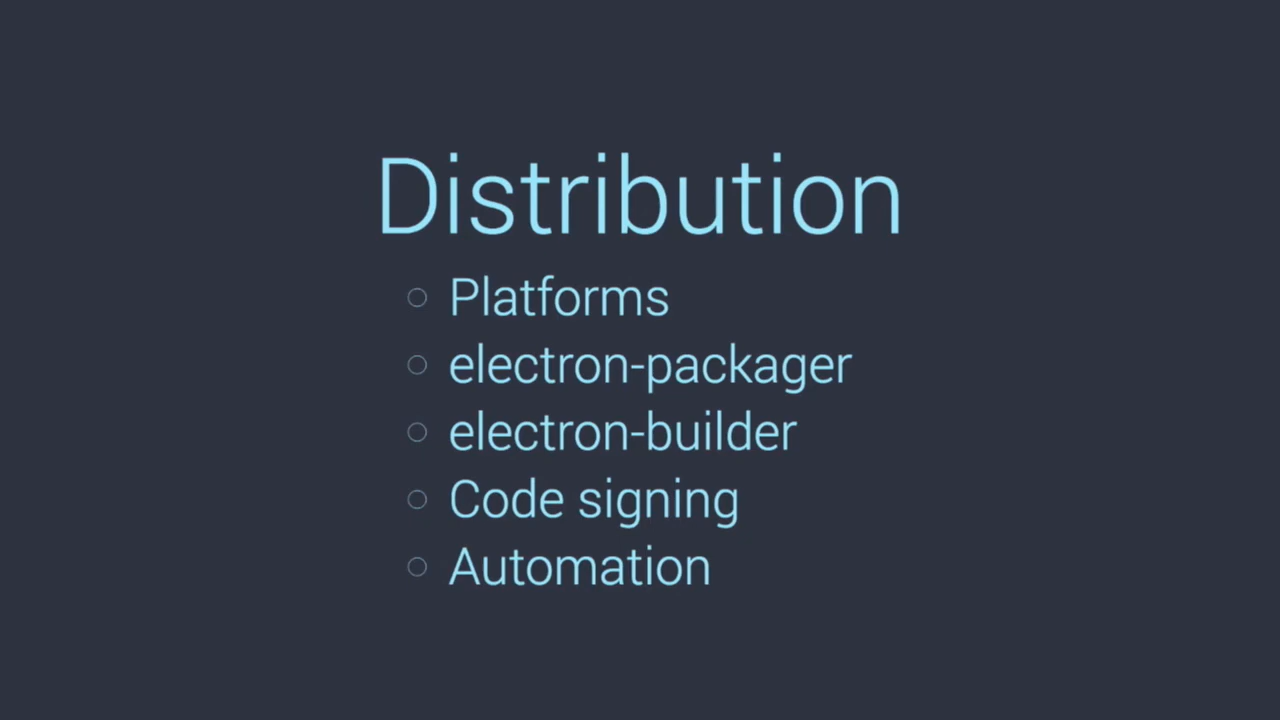 Distribution
Platforms
electron-packager
electron-builder
Code signing
Automation